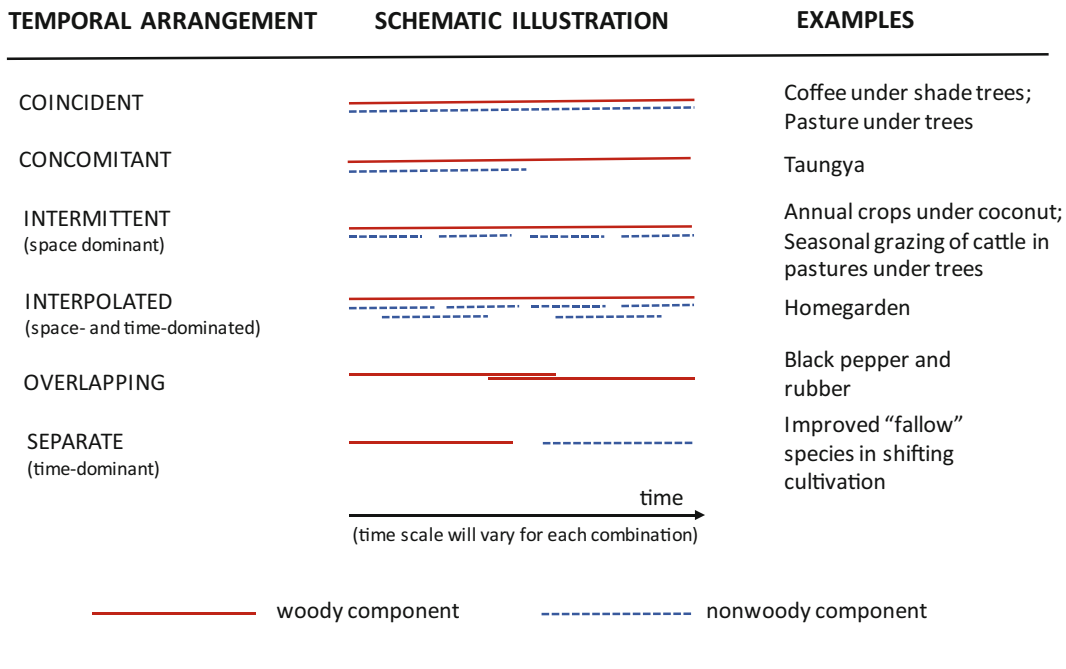 TEMPORAL ARRANGEMENT SCHEMATIC ILLUSTRATION EXAMPLES
COINCIDENT
Coffee under shade trees;
Pasture under trees
CONCOMITANT
Taungya
INTERMITTENT
(space dominant)
Annual crops under coconut;
Seasonal grazing of cattle in
pastures under trees
INTERPOLATED
(space- and time-dominated)
Homegarden
OVERLAPPING
Black pepper and
rubber
SEPARATE
(time-dominant)
Improved “fallow”
species in shifting
cultivation
time
(time scale will vary for each combination)
woody component
nonwoody component